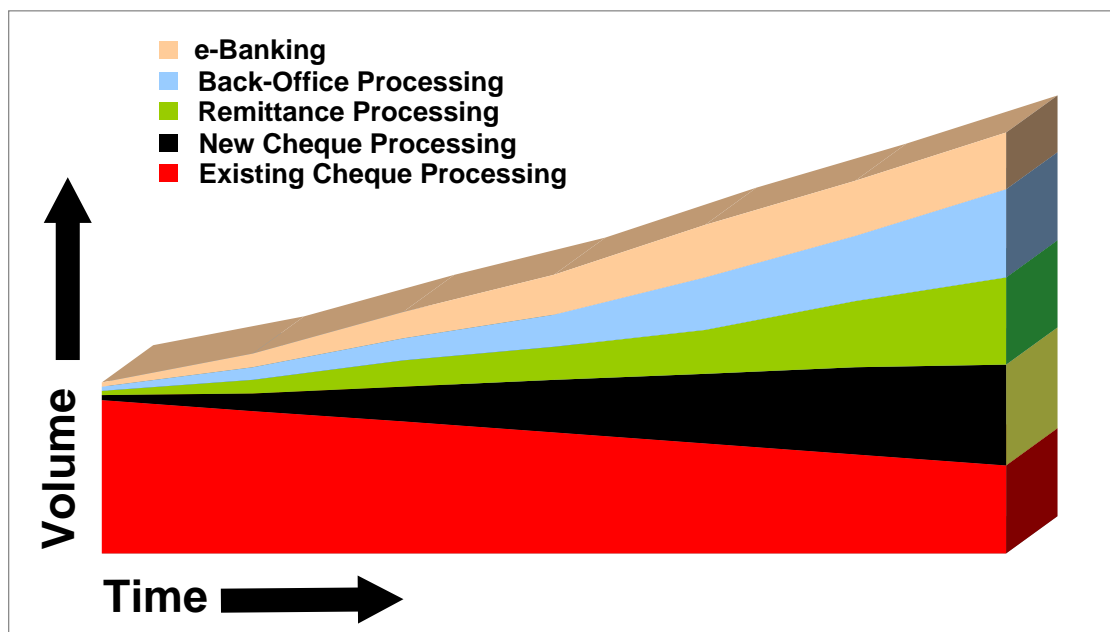 e-Banking
Back-Office Processing
Remittance Processing
New Cheque Processing
Existing Cheque Processing
Volume
Time